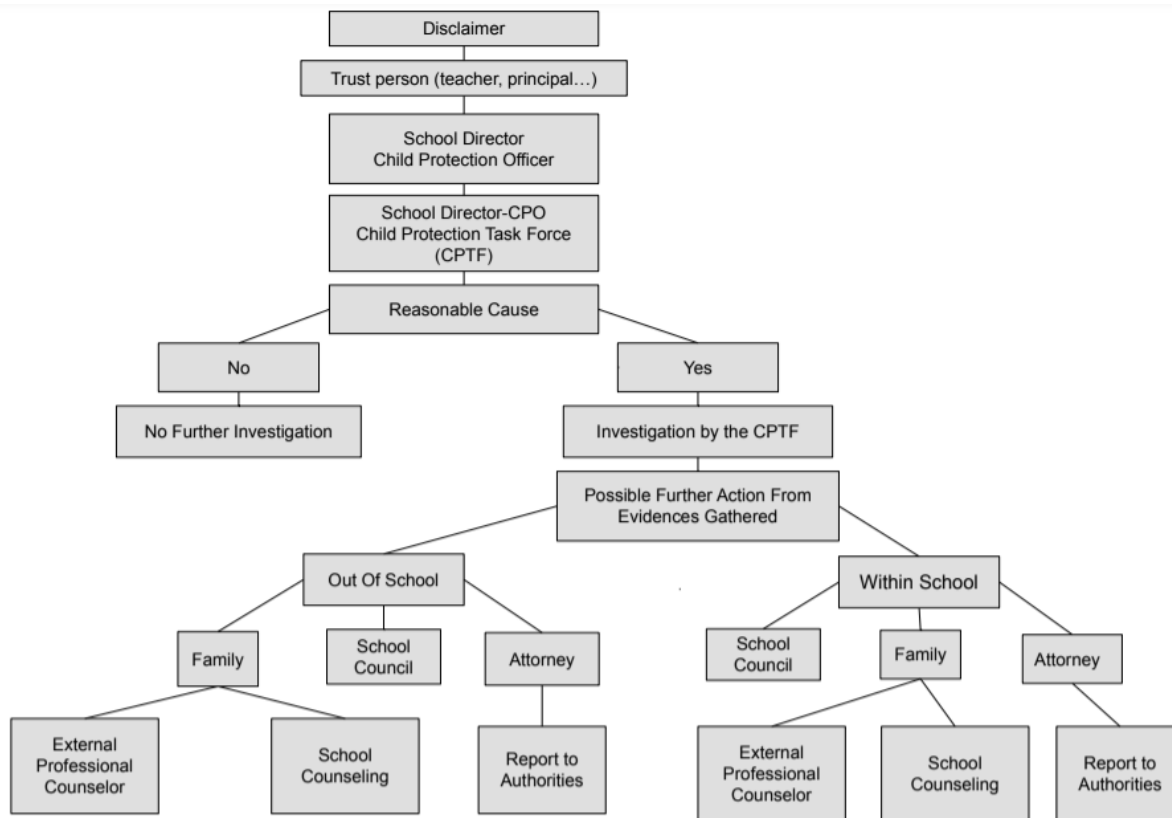 Disclaimer
Trust person (teacher, principal…)
School Director
Child Protection Officer
School Director-CPO
Child Protection Task Force
(CPTF)
Reasonable Cause
No
Yes
No Further Investigation
Investigation by the CPTF
Possible Further Action From
Evidences Gathered
Out Of School
Within School
Family
School
Council
Attorney
School
Council
Family
Attorney
External
Professional
Counselor
School
Counseling
Report to
Authorities
External
Professional
Counselor
School
Counseling
Report to
Authorities